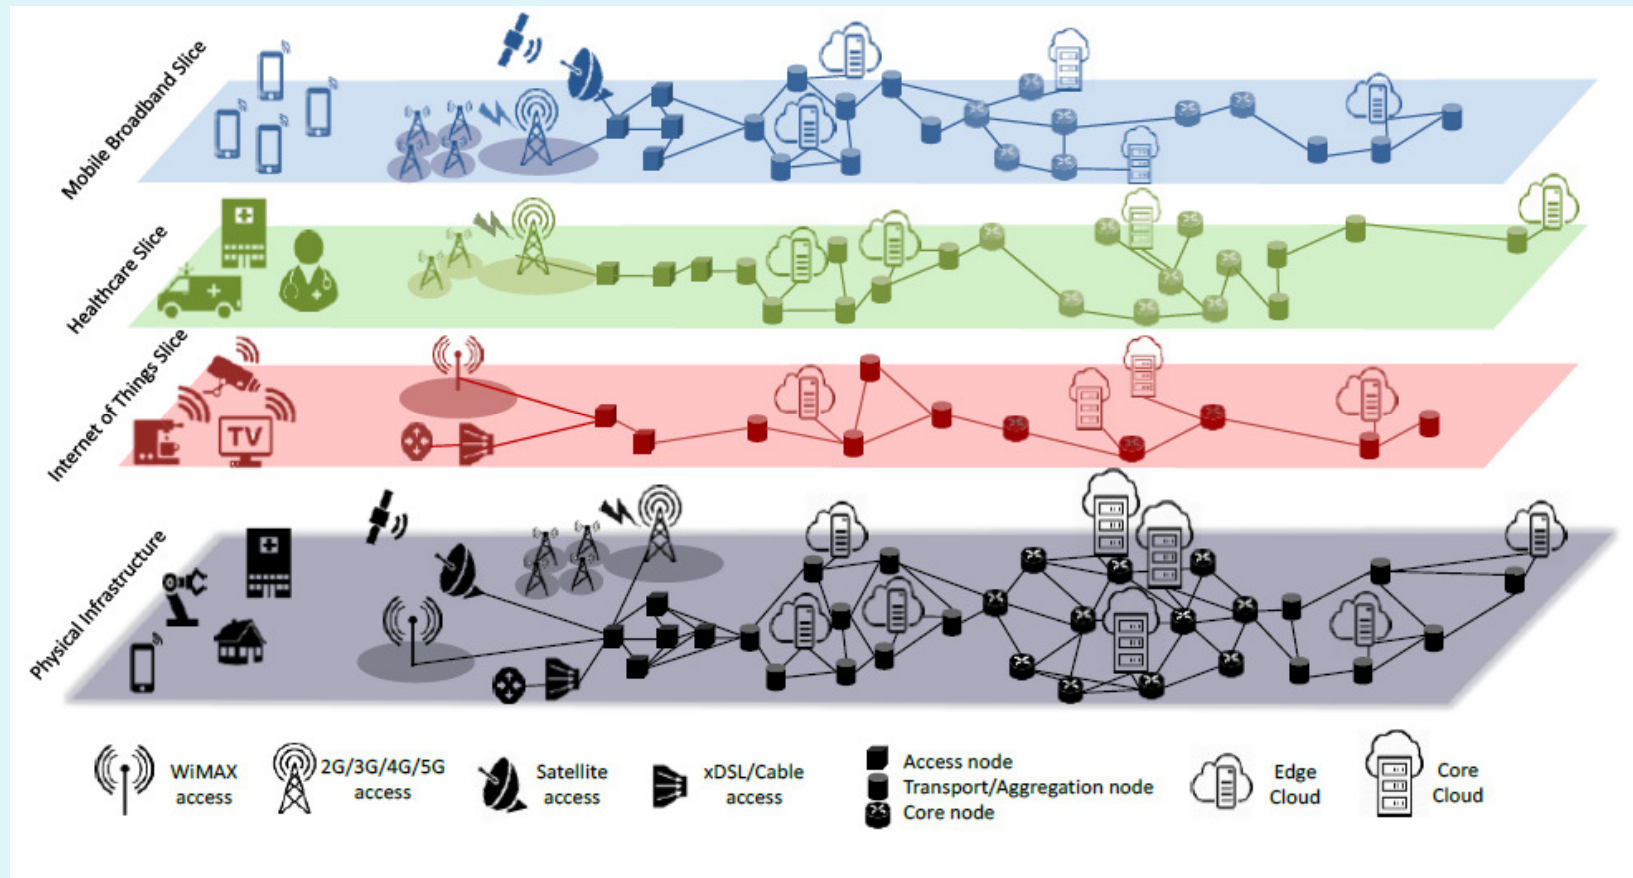 Mobile Broadband Slice
Healthcare Slice
Internet of Things Slice
TV
Physical Infrastructure
WiMAX
access
2G/3G/4G/5G
access
Satellite
access
xDSL/Cable
access
Access node
Transport/Aggregation node
Core node
Edge
Cloud
Core
Cloud